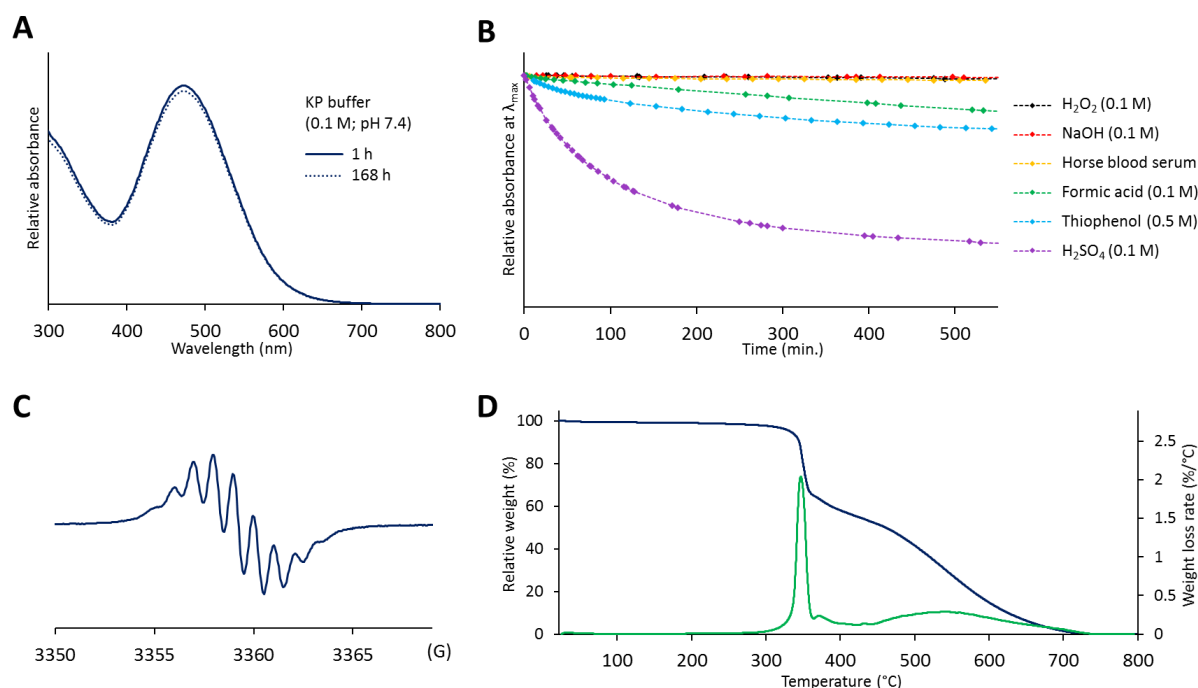 A
Relative absorbance
KP buffer
(0.1 M; pH 7.4)
1 h
168 h
300 400 500 600 700 800
Wavelength (nm)
B
Relative absorbance at λmax
H2O2 (0.1 M)
NaOH (0.1 M)
Horse blood serum
Formic acid (0.1 M)
Thiophenol (0.5 M)
H2SO4 (0.1 M)
0 100 200 300 400 500
Time (min.)
C
3350 3355 3360 3365 (G)
D
Relative weight (%)
100
80
60
40
20
0
Weight loss rate (%/°C)
2.5
2
1.5
1
0.5
0
100 200 300 400 500 600 700 800
Temperature (°C)